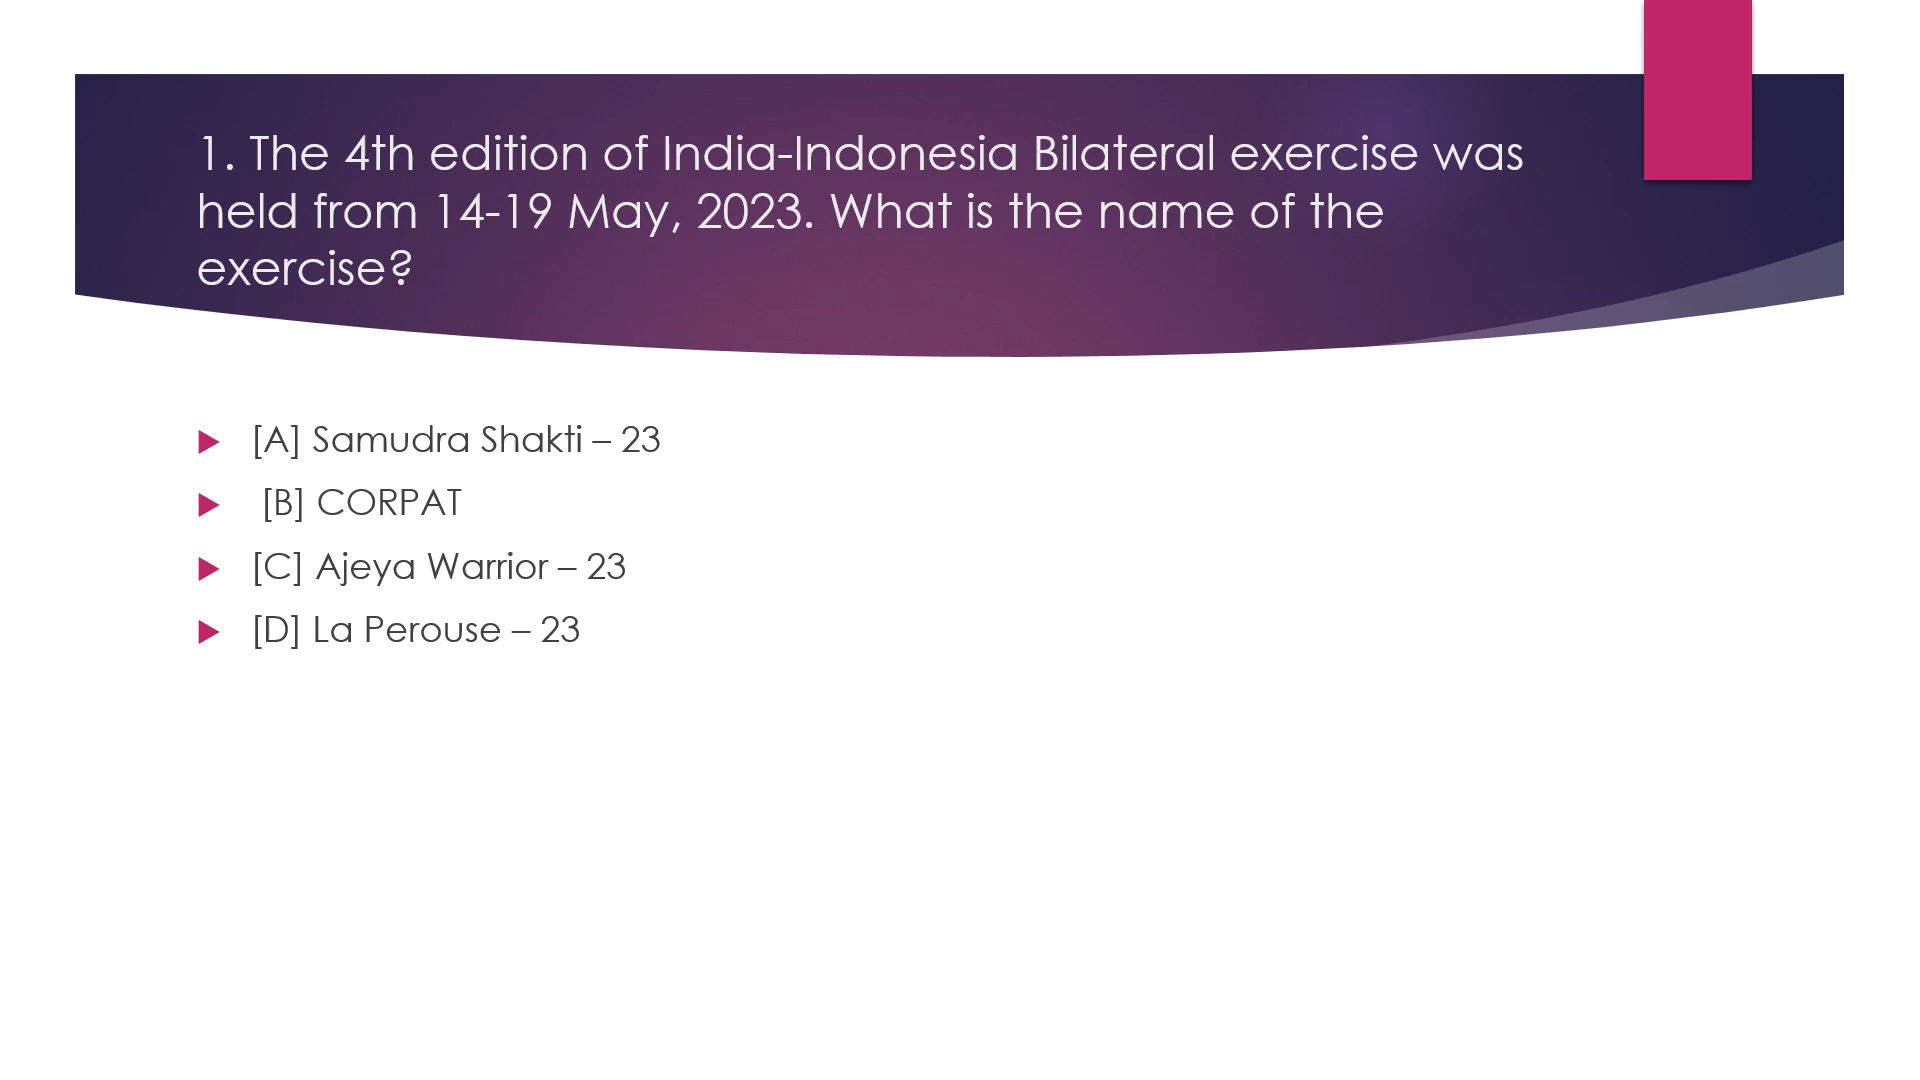 1. The 4th edition of India-Indonesia Bilateral exercise was
held from 14-19 May, 2023. What is the name of the
exercise?
[A] Samudra Shakti – 23
[B] CORPAT
[C] Ajeya Warrior – 23
[D] La Perouse – 23